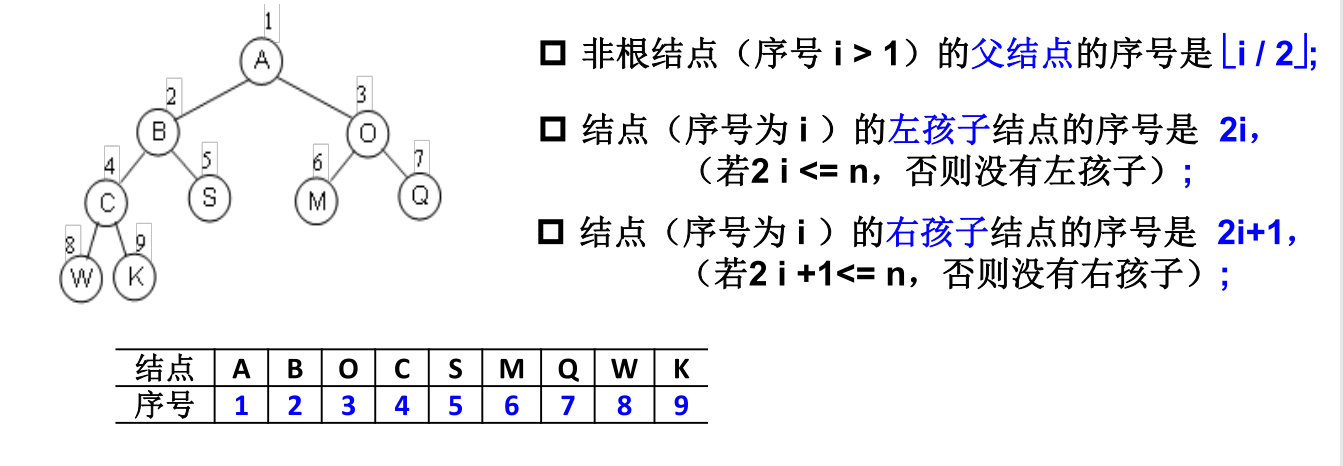 1
A
2
3
B
O
4
5
6
7
C
S
M
Q
8
9
W
K
非根结点（序号 i > 1）的父结点的序号是⌊i / 2⌋;
结点（序号为 i ）的左孩子结点的序号是 2i，
（若2 i <= n，否则没有左孩子）;
结点（序号为 i ）的右孩子结点的序号是 2i+1，
（若2 i +1<= n，否则没有右孩子）;
结点 A B O C S M Q W K
序号 1 2 3 4 5 6 7 8 9